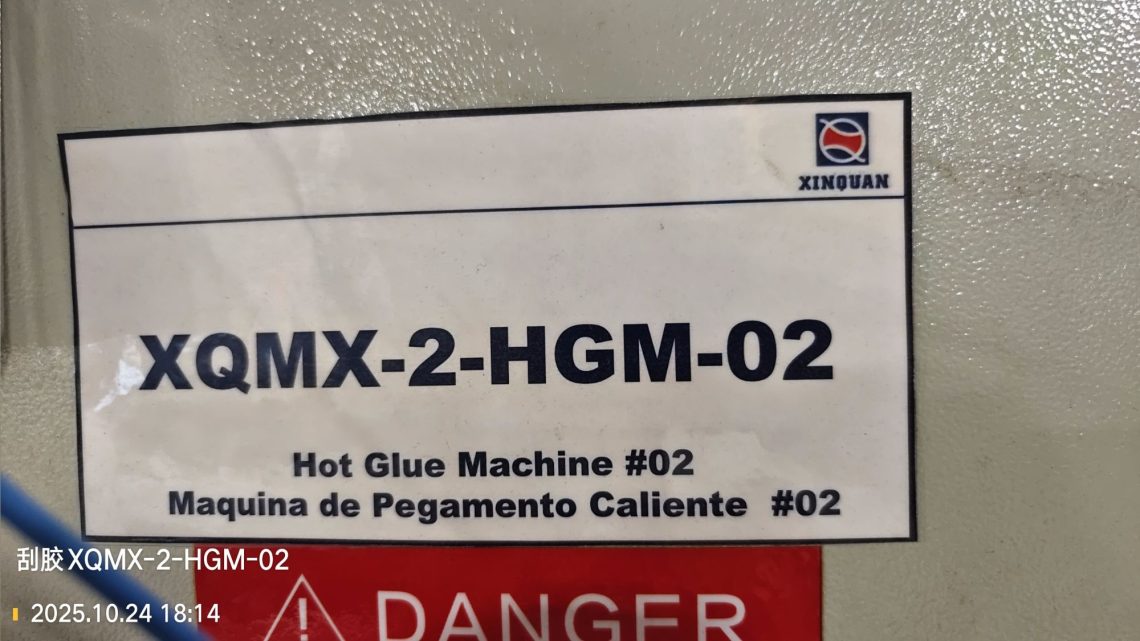 XINQUAN
XQMX-2-HGM-02
Hot Glue Machine #02
Maquina de Pegamento Caliente #02
刮胶XQMX-2-HGM-02
2025.10.24 18:14
DANGER